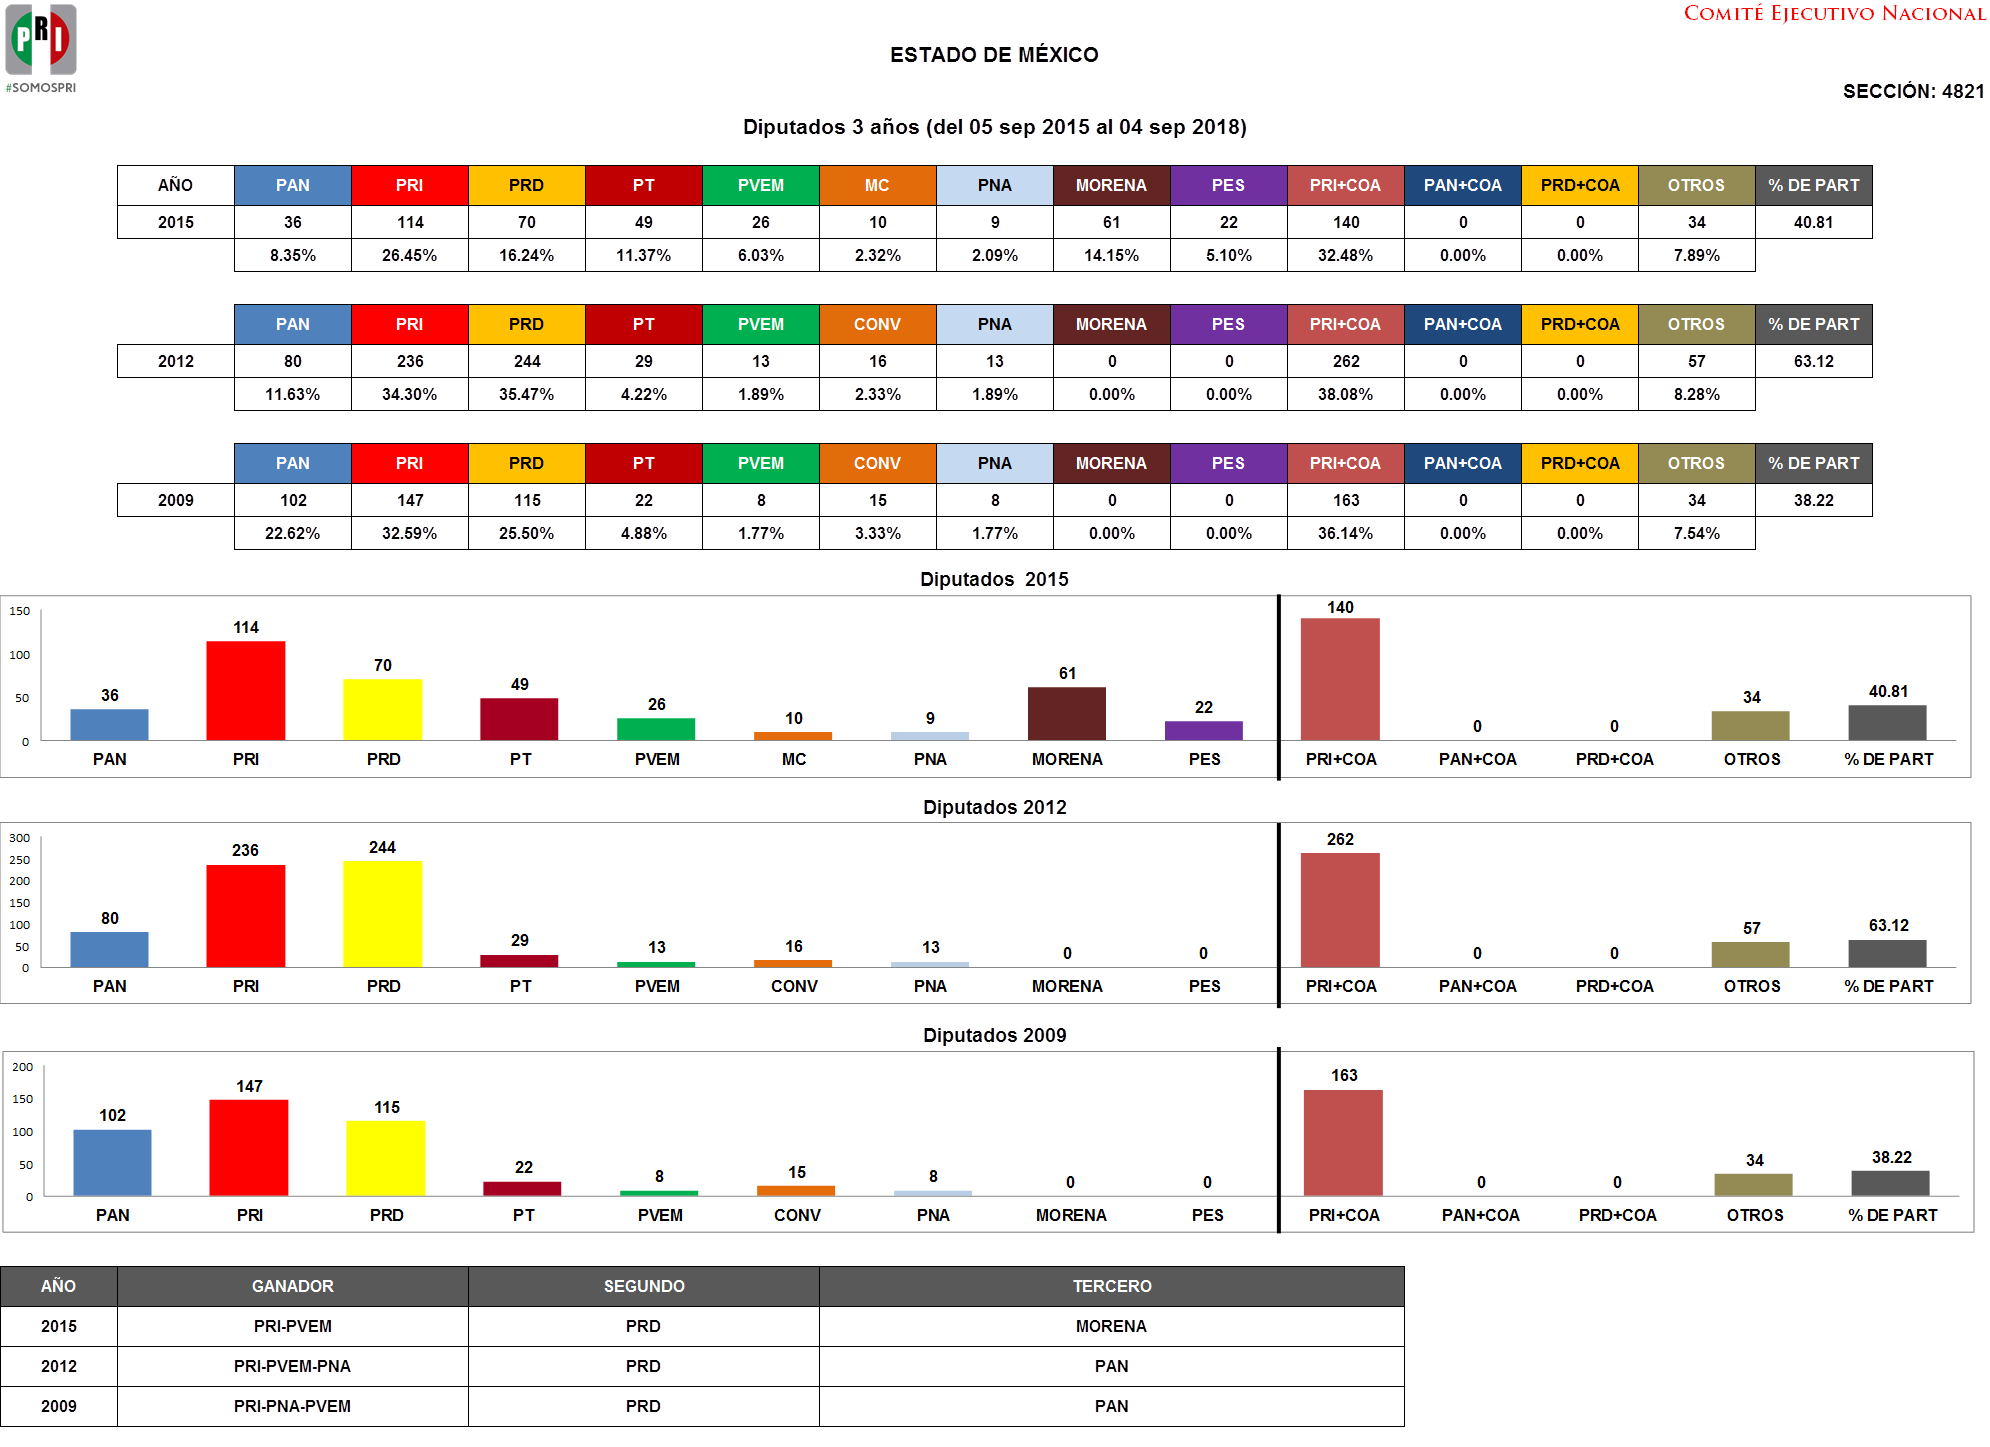 PRI
#SOMOSPRI
COMITÉ EJECUTIVO NACIONAL
ESTADO DE MÉXICO
SECCIÓN: 4821
Diputados 3 años (del 05 sep 2015 al 04 sep 2018)
AÑO PAN PRI PRD PT PVEM MC PNA MORENA PES PRI+COA PAN+COA PRD+COA OTROS % DE PART
2015 36 114 70 49 26 10 9 61 22 140 0 0 34 40.81
8.35% 26.45% 16.24% 11.37% 6.03% 2.32% 2.09% 14.15% 5.10% 32.48% 0.00% 0.00% 7.89%
PAN PRI PRD PT PVEM CONV PNA MORENA PES PRI+COA PAN+COA PRD+COA OTROS % DE PART
2012 80 236 244 29 13 16 13 0 0 262 0 0 57 63.12
11.63% 34.30% 35.47% 4.22% 1.89% 2.33% 1.89% 0.00% 0.00% 38.08% 0.00% 0.00% 8.28%
PAN PRI PRD PT PVEM CONV PNA MORENA PES PRI+COA PAN+COA PRD+COA OTROS % DE PART
2009 102 147 115 22 8 15 8 0 0 163 0 0 34 38.22
22.62% 32.59% 25.50% 4.88% 1.77% 3.33% 1.77% 0.00% 0.00% 36.14% 0.00% 0.00% 7.54%
Diputados 2015
150
100
50
0
36 114 70 49 26 10 9 61 22 140 0 0 34 40.81
PAN PRI PRD PT PVEM MC PNA MORENA PES PRI+COA PAN+COA PRD+COA OTROS % DE PART
Diputados 2012
300
250
200
150
100
50
0
80 236 244 29 13 16 13 0 0 262 0 0 57 63.12
PAN PRI PRD PT PVEM CONV PNA MORENA PES PRI+COA PAN+COA PRD+COA OTROS % DE PART
Diputados 2009
200
150
100
50
0
102 147 115 22 8 15 8 0 0 163 0 0 34 38.22
PAN PRI PRD PT PVEM CONV PNA MORENA PES PRI+COA PAN+COA PRD+COA OTROS % DE PART
AÑO GANADOR SEGUNDO TERCERO
2015 PRI-PVEM PRD MORENA
2012 PRI-PVEM-PNA PRD PAN
2009 PRI-PNA-PVEM PRD PAN